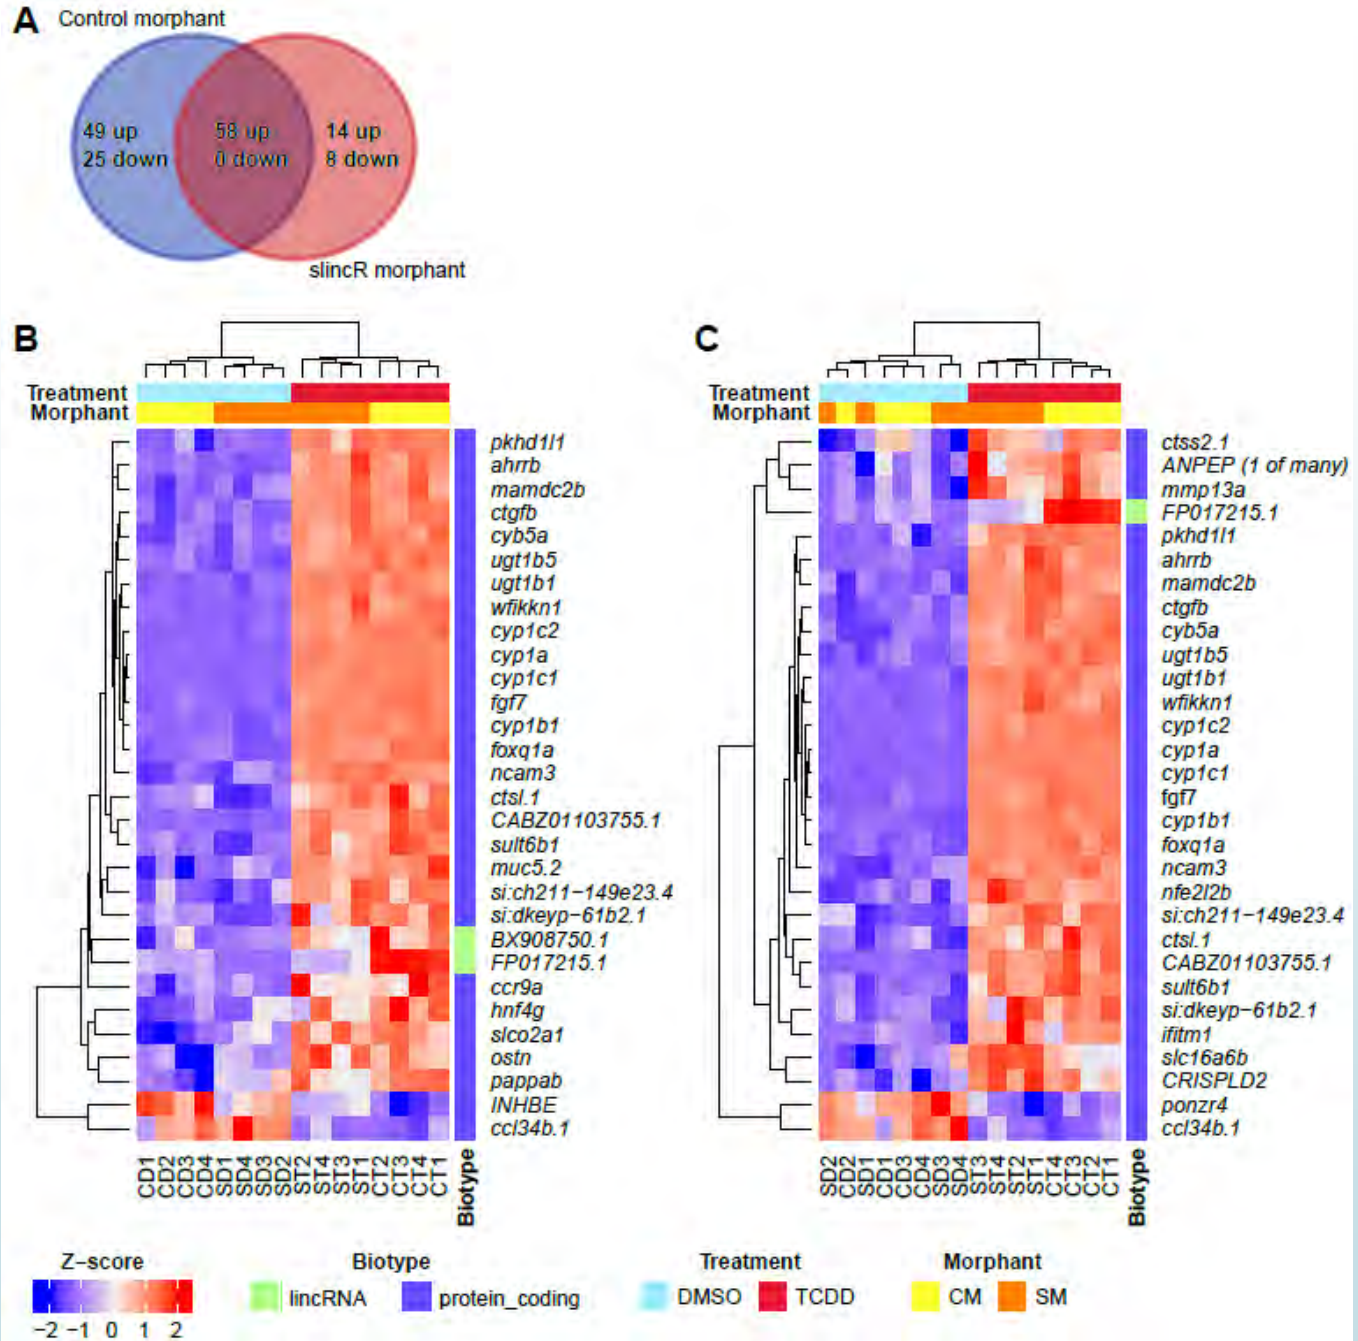 A
Control morphant
49 up
25 down
58 up
0 down
14 up
8 down
slincR morphant
B
Treatment
Morphant
pkhd1l1
ahrrb
mamdc2b
ctgfb
cyb5a
ugt1b5
ugt1b1
wfikkn1
cyp1c2
cyp1a
cyp1c1
fgf7
cyp1b1
foxq1a
ncam3
ctsl.1
CABZ01103755.1
sult6b1
muc5.2
si:ch211−149e23.4
si:dkeyp−61b2.1
BX908750.1
FP017215.1
ccr9a
hnf4g
slco2a1
ostn
pappab
INHBE
ccl34b.1
CD1 CD2 CD3 CD4 SD1 SD4 SD3 SD2 ST2 ST4 ST3 ST1 CT2 CT3 CT4 CT1 Biotype
C
Treatment
Morphant
ctss2.1
ANPEP (1 of many)
mmp13a
FP017215.1
pkhd1l1
ahrrb
mamdc2b
ctgfb
cyb5a
ugt1b5
ugt1b1
wfikkn1
cyp1c2
cyp1a
cyp1c1
fgf7
cyp1b1
foxq1a
ncam3
nfe2l2b
si:ch211−149e23.4
ctsl.1
CABZ01103755.1
sult6b1
si:dkeyp−61b2.1
ifitm1
slc16a6b
CRISPLD2
ponzr4
ccl34b.1
SD2 CD2 SD1 CD1 CD3 CD4 SD3 SD4 ST3 ST4 ST2 ST1 CT4 CT3 CT2 CT1 Biotype
Z−score
−2 −1 0 1 2
Biotype
lincRNA protein_coding
Treatment
DMSO TCDD
Morphant
CM SM